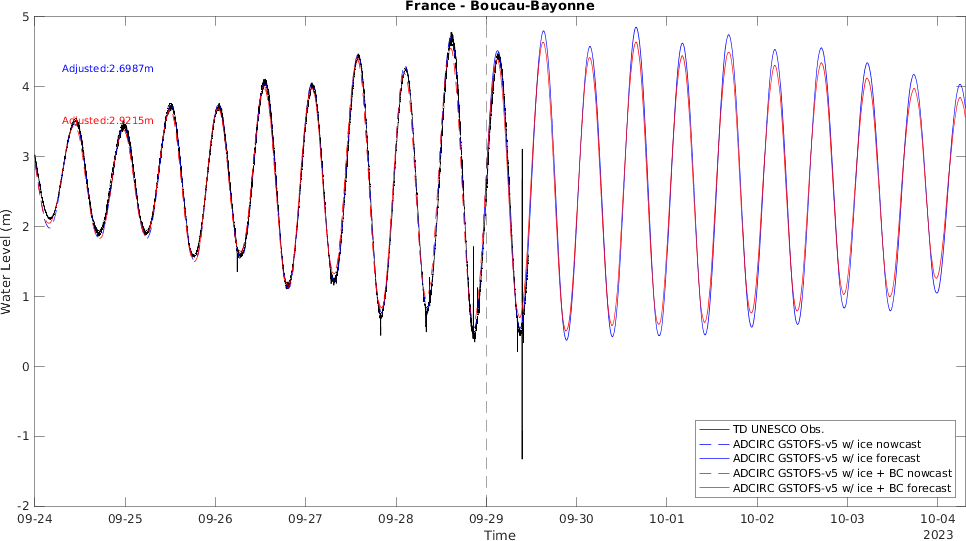 France - Boucau-Bayonne
Adjusted:2.6987m
Adjusted:2.9215m
Water Level (m)
5
4
3
2
1
0
-1
-2
TD UNESCO Obs.
ADCIRC GSTOFS-v5 w/ ice nowcast
ADCIRC GSTOFS-v5 w/ ice forecast
ADCIRC GSTOFS-v5 w/ ice + BC nowcast
ADCIRC GSTOFS-v5 w/ ice + BC forecast
09-24 09-25 09-26 09-27 09-28 09-29 09-30 10-01 10-02 10-03 10-04
Time 2023